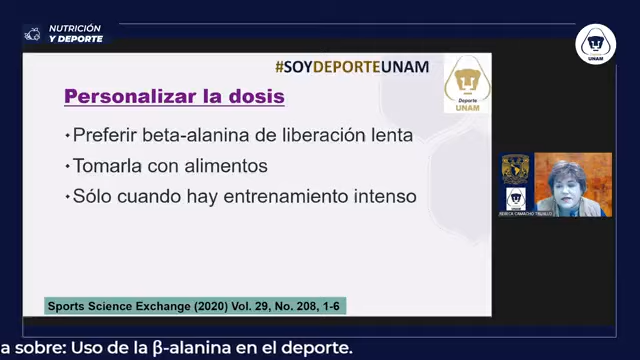 NUTRICIÓN
Y DEPORTE
UNAM
#SOYDEPORTEUNAM
Deporte
UNAM
Personalizar la dosis
Preferir beta-alanina de liberación lenta
Tomarla con alimentos
Sólo cuando hay entrenamiento intenso
REBECA CAMACHO TRUJILLO
Sports Science Exchange (2020) Vol. 29, No. 208, 1-6
a sobre: Uso de la β-alanina en el deporte.